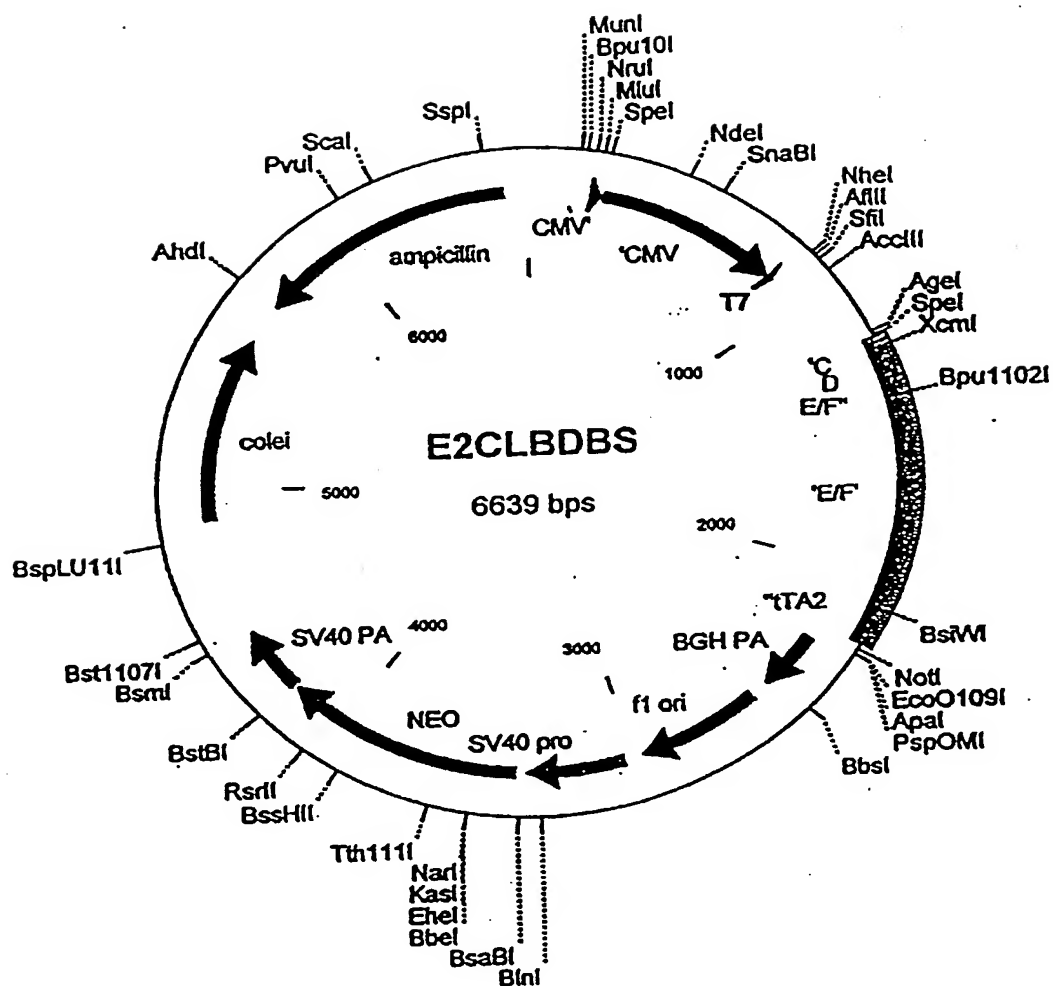 MunI
Bpu10I
NruI
MluI
SpeI
NdeI
SnaBI
NheI
AflII
SfiI
AccIII
AgeI
SpeI
XcmI
Bpu1102I
BsiWI
NotI
EcoO109I
ApaI
PspOMI
BbsI
BlnI
BsaBI
NarI
KasI
EheI
BbeI
Tth111I
BssHII
RsrII
BstBI
BsmI
Bst1107I
BspLU11I
AhdI
PvuI
ScaI
SspI
CMV'
'CMV
T7
'C
D
E/F"
'E/F'
"tTA2
BGH PA
f1 ori
SV40 pro
NEO
SV40 PA
colei
ampicillin
1000
2000
3000
4000
5000
6000
E2CLBDBS
6639 bps